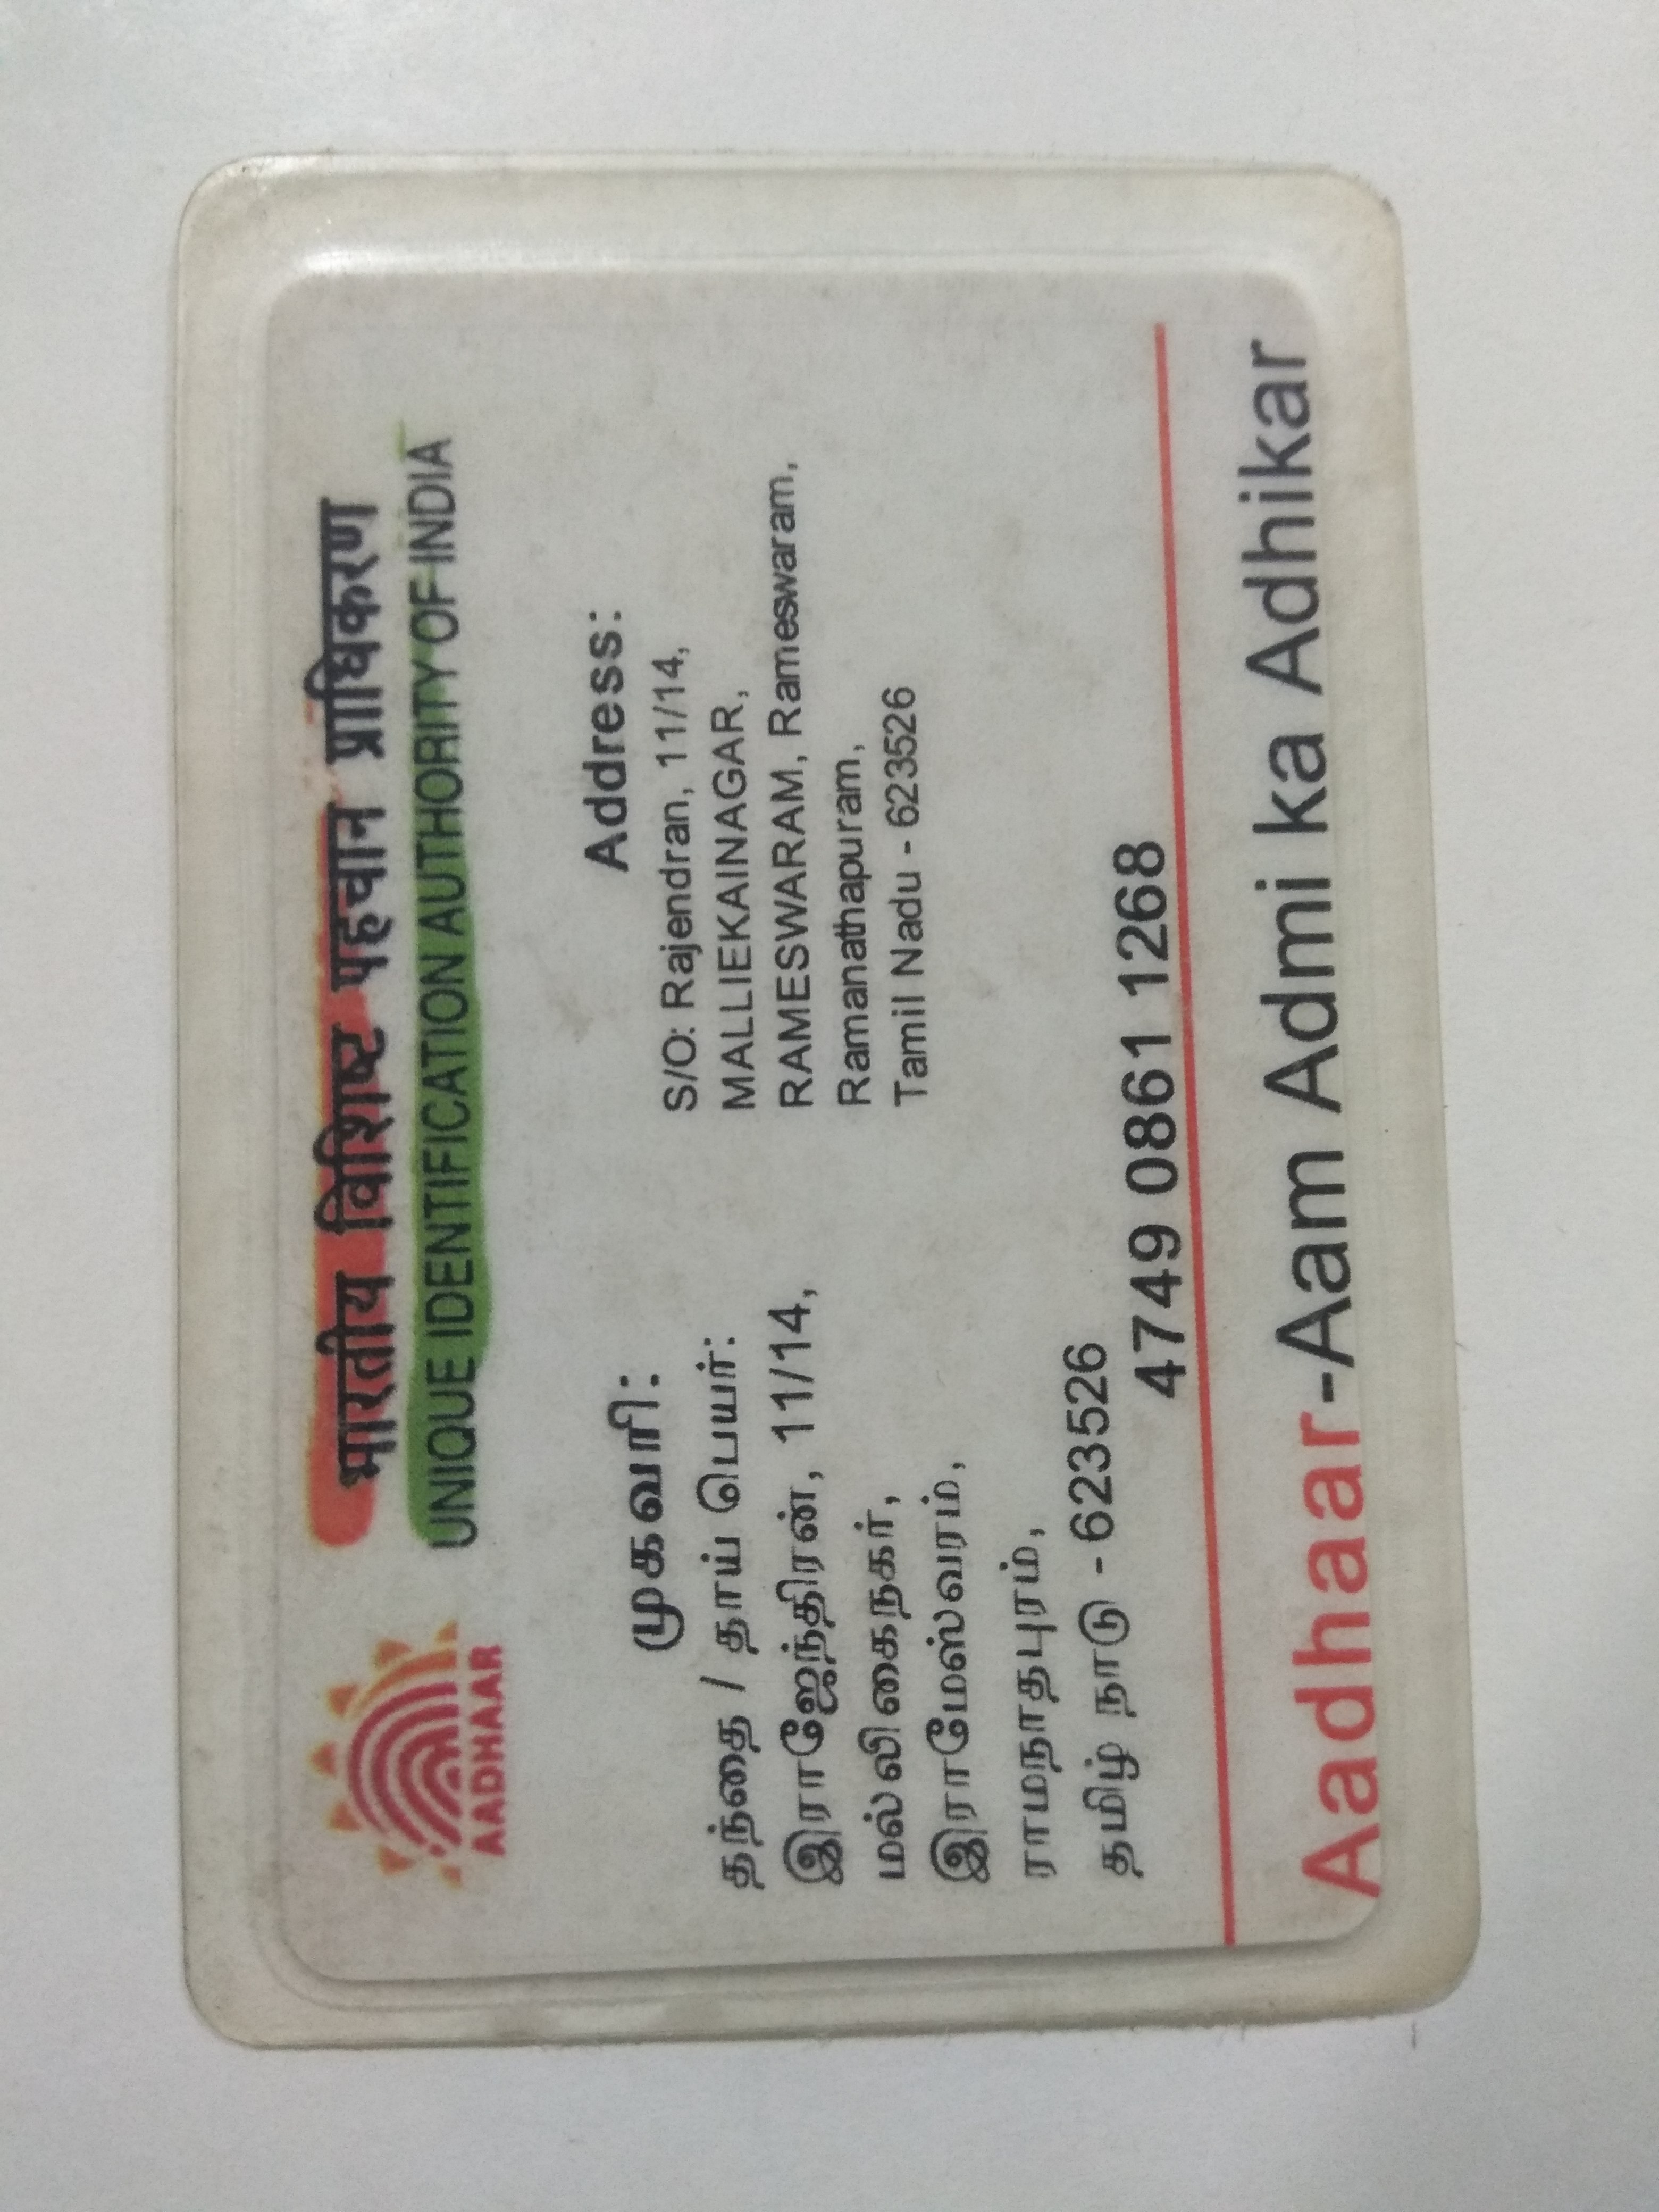 भारतीय विशिष्ट पहचान प्राधिकरण
UNIQUE IDENTIFICATION AUTHORITY OF INDIA
AADHAAR
முகவரி:
தந்தை / தாய் பெயர்:
இராஜேந்திரன், 11/14,
மல்லிகைநகர்,
இராமேஸ்வரம்,
ராமநாதபுரம்,
தமிழ் நாடு - 623526
Address:
S/O: Rajendran, 11/14,
MALLIEKAINAGAR,
RAMESWARAM, Rameswaram,
Ramanathapuram,
Tamil Nadu - 623526
4749 0861 1268
Aadhaar-Aam Admi ka Adhikar